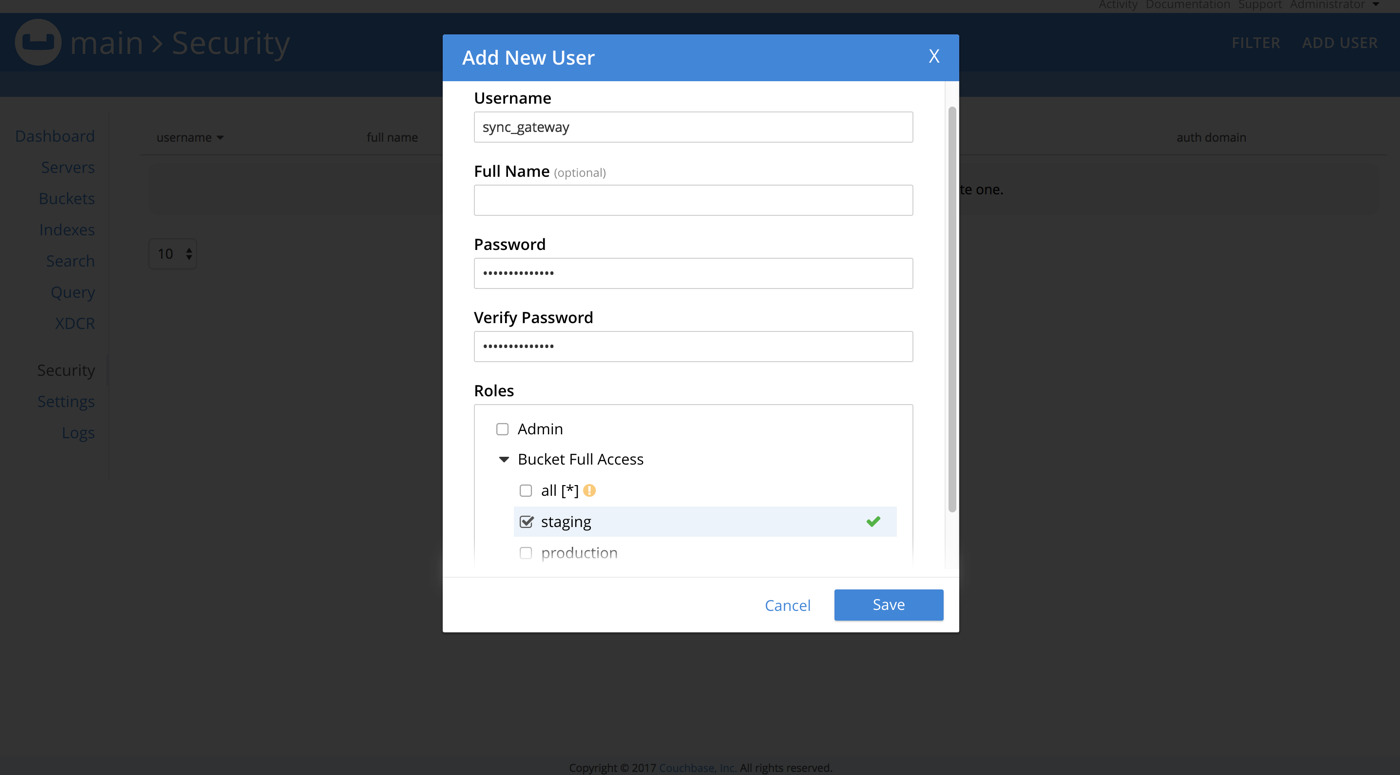 Activity Documentation Support Administrator
main > Security
FILTER ADD USER
Add New User X
Dashboard
Servers
Buckets
Indexes
Search
Query
XDCR
Security
Settings
Logs
username full name auth domain
te one.
10
Username
sync_gateway
Full Name (optional)
Password
••••••••••••••
Verify Password
••••••••••••••
Roles
Admin
Bucket Full Access
all [*]
staging
production
Cancel Save
Copyright © 2017 Couchbase, Inc. All rights reserved.